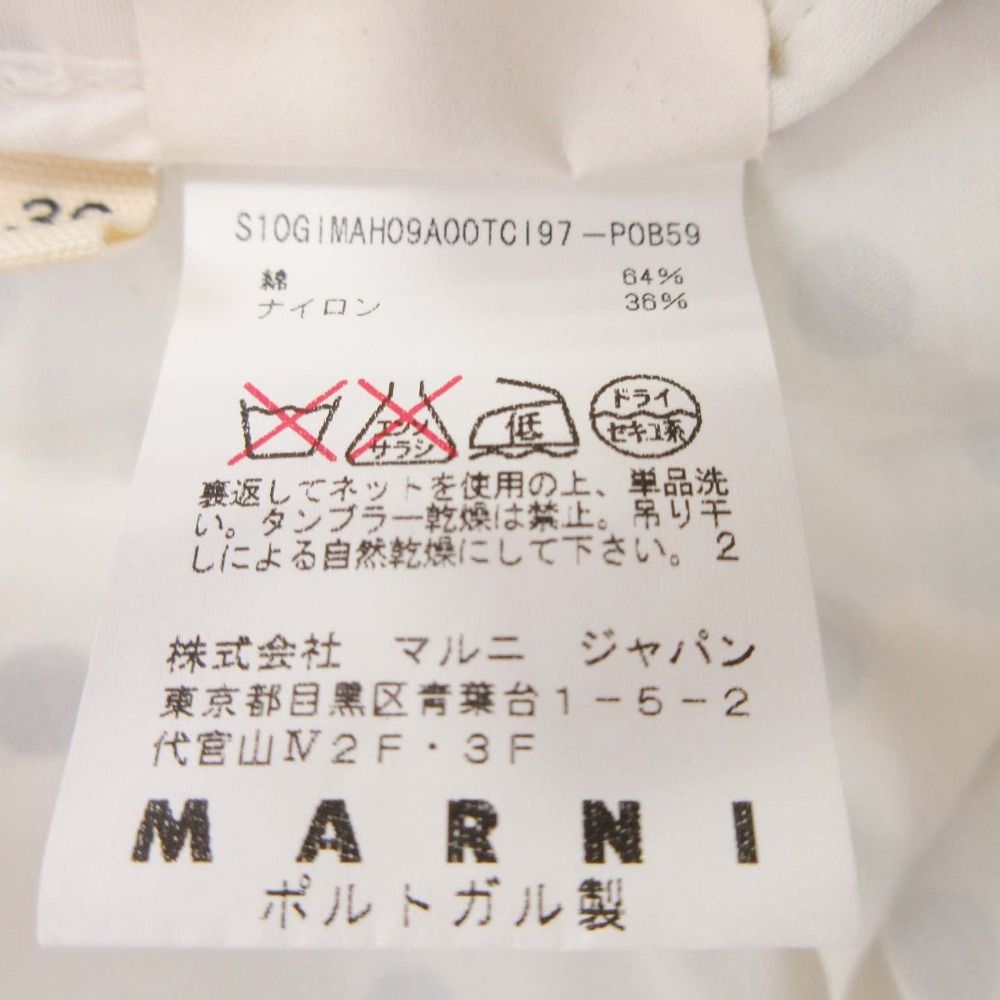 S10GIMAH09A00TCI97-POB59
綿 64%
ナイロン 36%
エンソ
サラシ
低
ドライ
セキユ系
裏返してネットを使用の上、単品洗
い。タンブラー乾燥は禁止。吊り干
しによる自然乾燥にして下さい。2
株式会社 マルニ ジャパン
東京都目黒区青葉台1-5-2
代官山Ⅳ2F・3F
MARNI
ポルトガル製